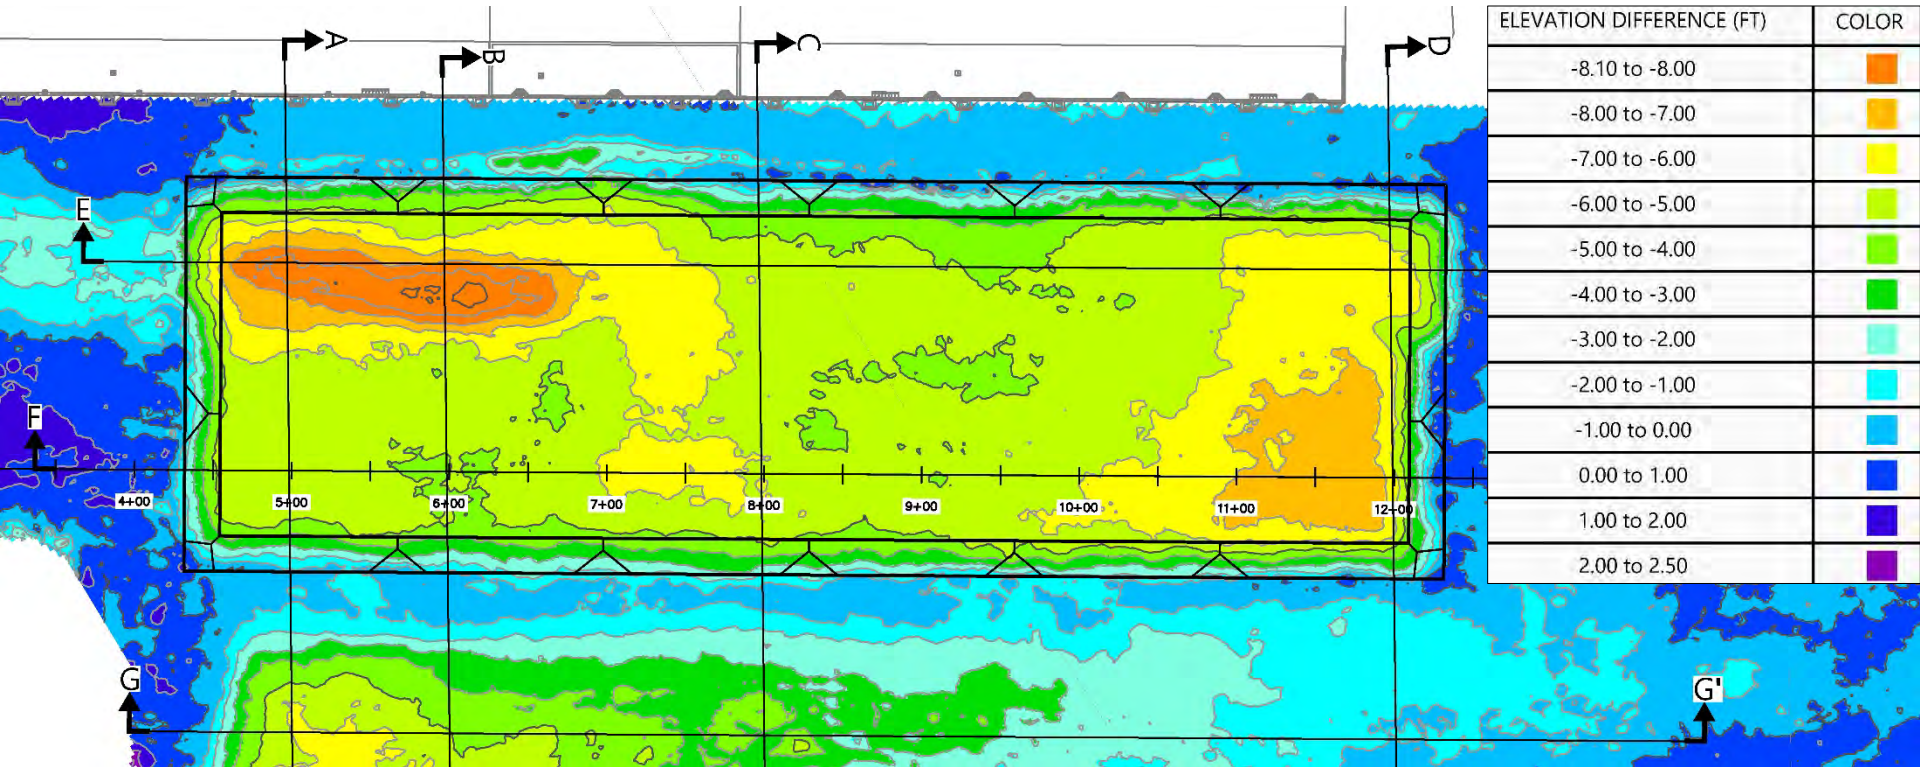 A
B
C
D
E
F
G
G'
4+00
5+00
6+00
7+00
8+00
9+00
10+00
11+00
12+00
ELEVATION DIFFERENCE (FT) COLOR
-8.10 to -8.00
-8.00 to -7.00
-7.00 to -6.00
-6.00 to -5.00
-5.00 to -4.00
-4.00 to -3.00
-3.00 to -2.00
-2.00 to -1.00
-1.00 to 0.00
0.00 to 1.00
1.00 to 2.00
2.00 to 2.50